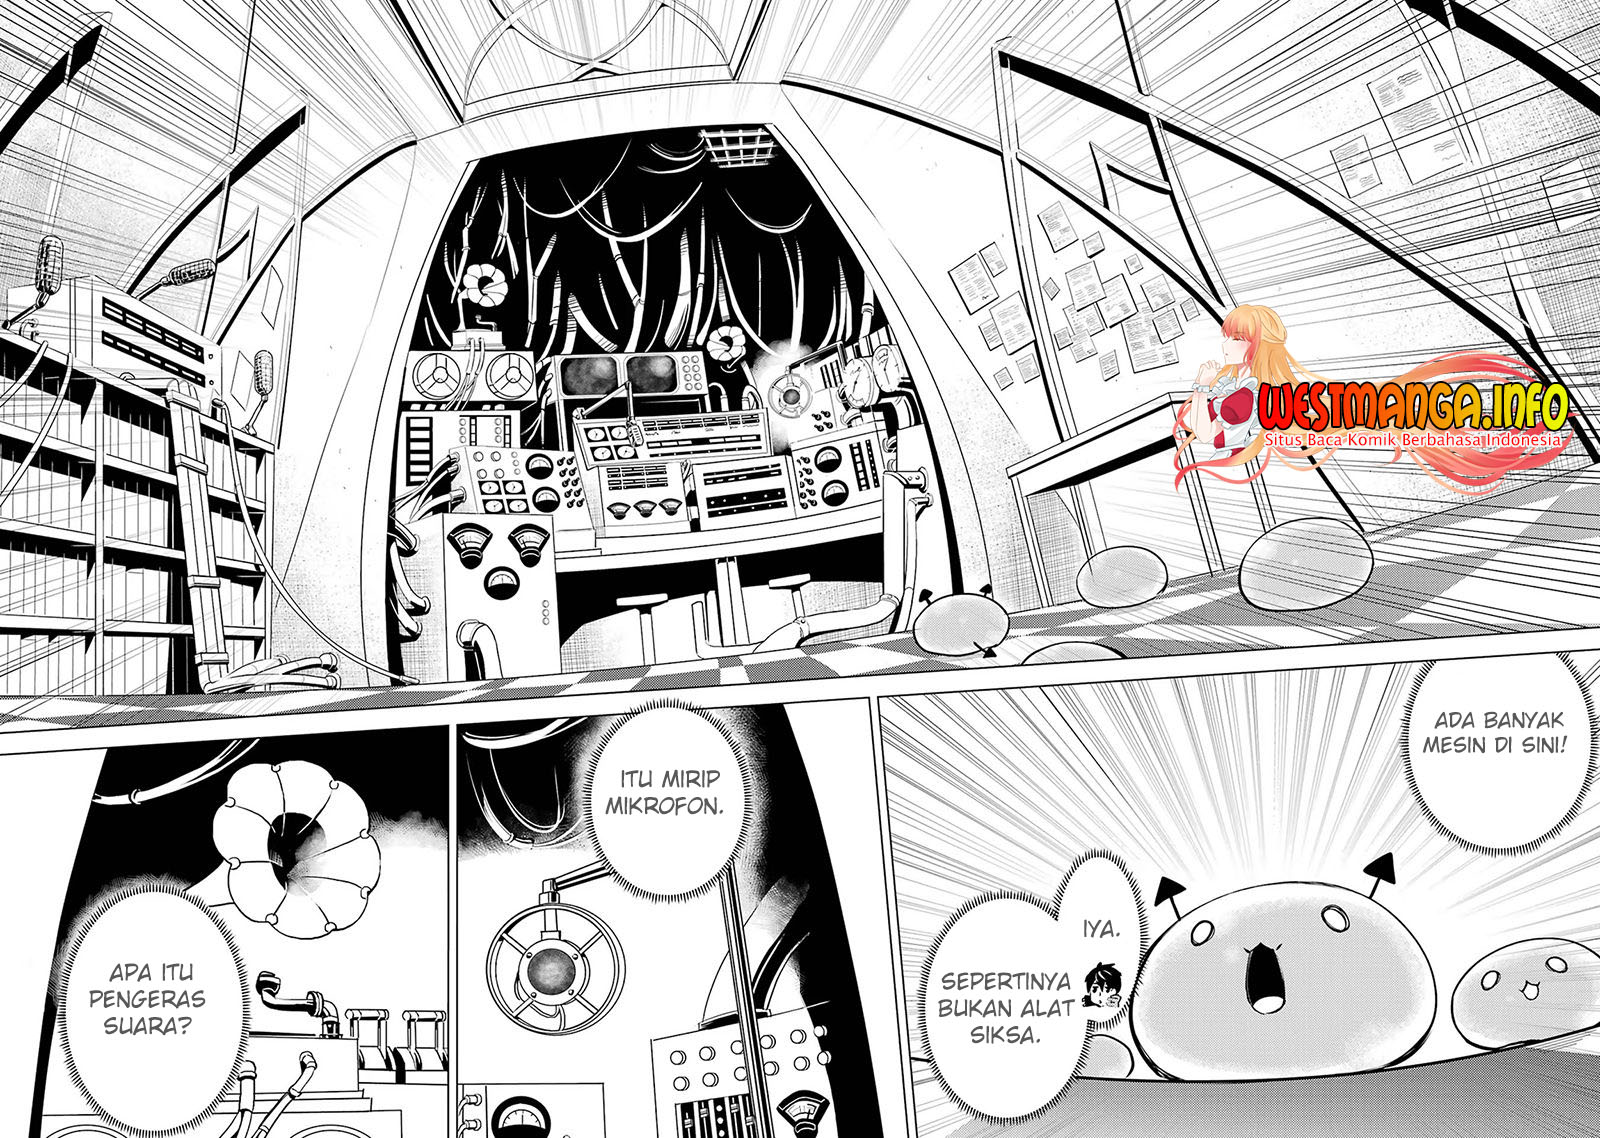 WESTMANGA.INFO
Situs Baca Komik Berbahasa Indonesia
ADA BANYAK
MESIN DI SINI!
IYA.
SEPERTINYA
BUKAN ALAT
SIKSA.
ITU MIRIP
MIKROFON.
APA ITU
PENGERAS
SUARA?